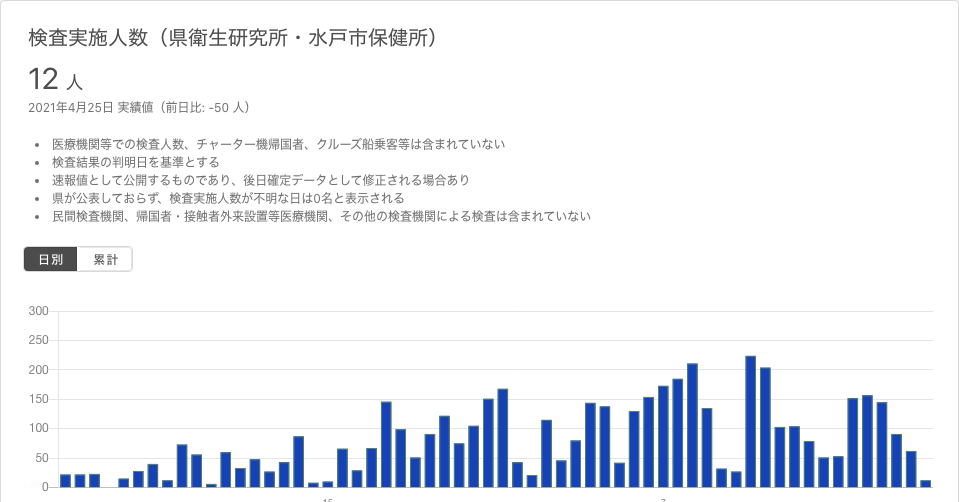 検査実施人数（県衛生研究所・水戸市保健所）
12 人
2021年4月25日 実績値（前日比: -50 人）
• 医療機関等での検査人数、チャーター機帰国者、クルーズ船乗客等は含まれていない
• 検査結果の判明日を基準とする
• 速報値として公開するものであり、後日確定データとして修正される場合あり
• 県が公表しておらず、検査実施人数が不明な日は0名と表示される
• 民間検査機関、帰国者・接触者外来設置等医療機関、その他の検査機関による検査は含まれていない
日別 累計
300
250
200
150
100
50
0